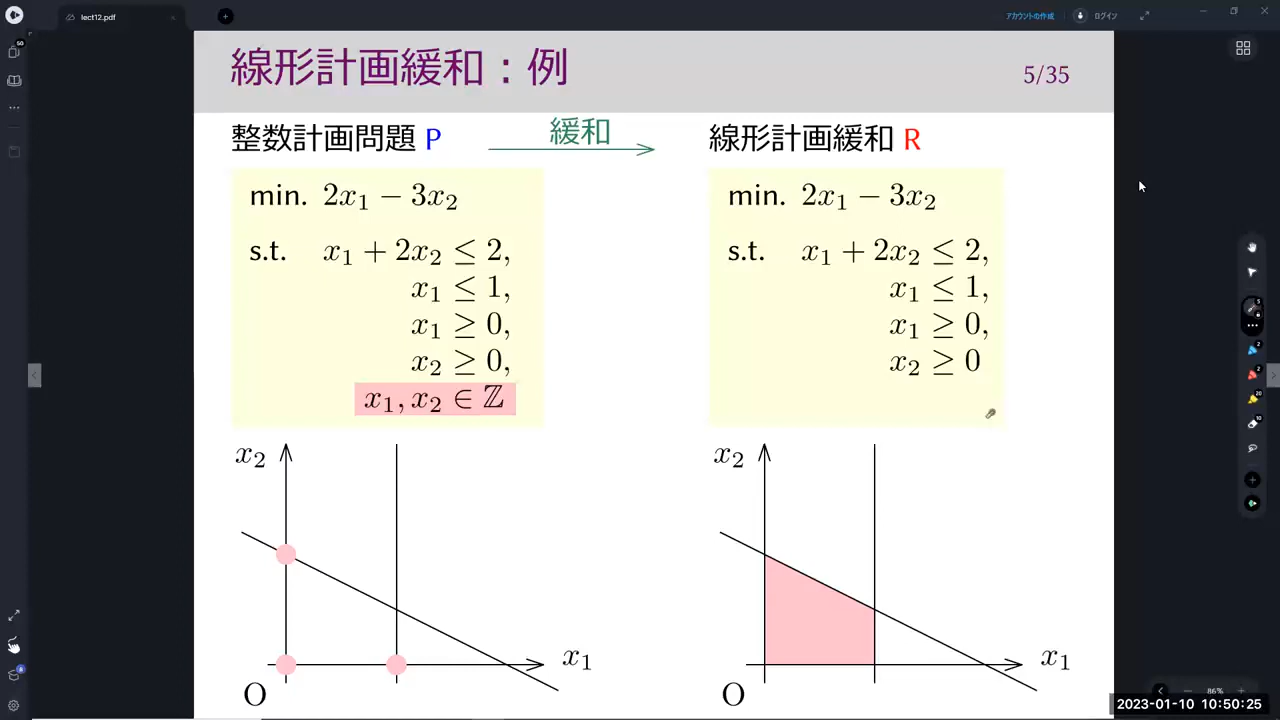 lect12.pdf
アカウントの作成
ログイン
線形計画緩和：例
5/35
整数計画問題 P
緩和
線形計画緩和 R
min. 2x₁ − 3x₂
s.t. x₁ + 2x₂ ≤ 2,
x₁ ≤ 1,
x₁ ≥ 0,
x₂ ≥ 0,
x₁, x₂ ∈ ℤ
min. 2x₁ − 3x₂
s.t. x₁ + 2x₂ ≤ 2,
x₁ ≤ 1,
x₁ ≥ 0,
x₂ ≥ 0
x₂
x₁
O
x₂
x₁
O
86%
2023-01-10 10:50:25